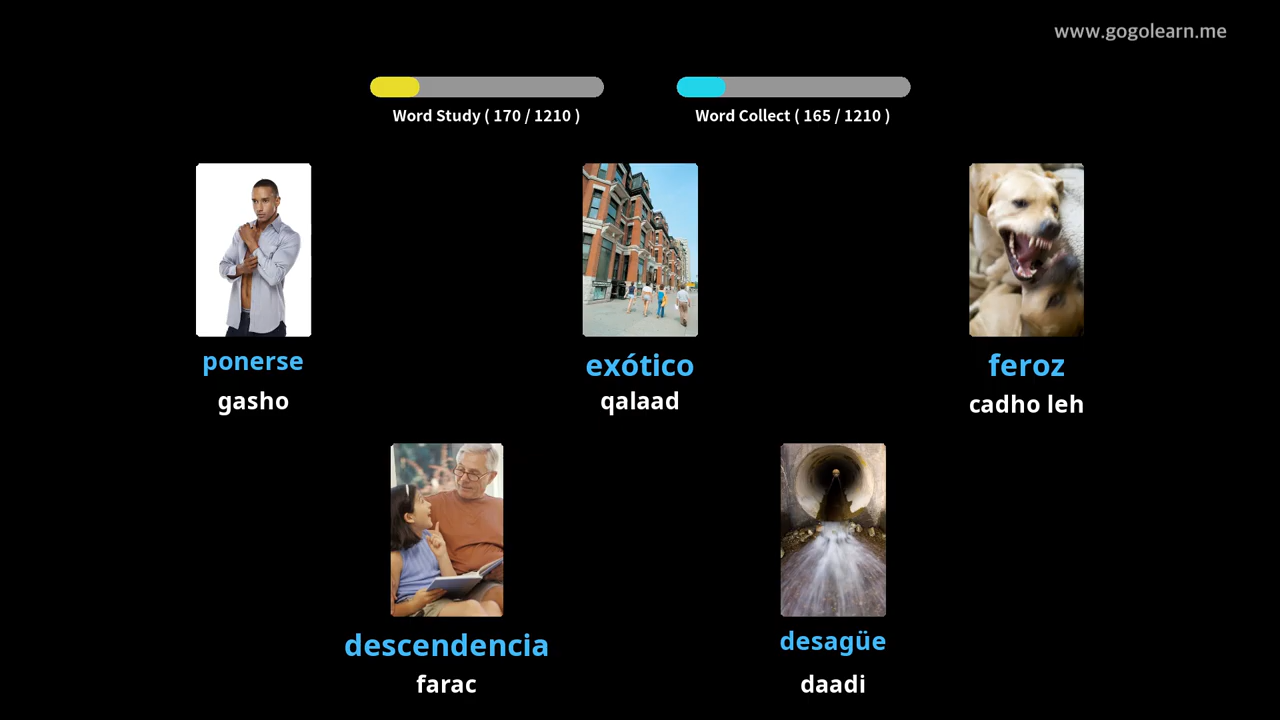 www.gogolearn.me
Word Study ( 170 / 1210 )
Word Collect ( 165 / 1210 )
ponerse
gasho
exótico
qalaad
feroz
cadho leh
descendencia
farac
desagüe
daadi